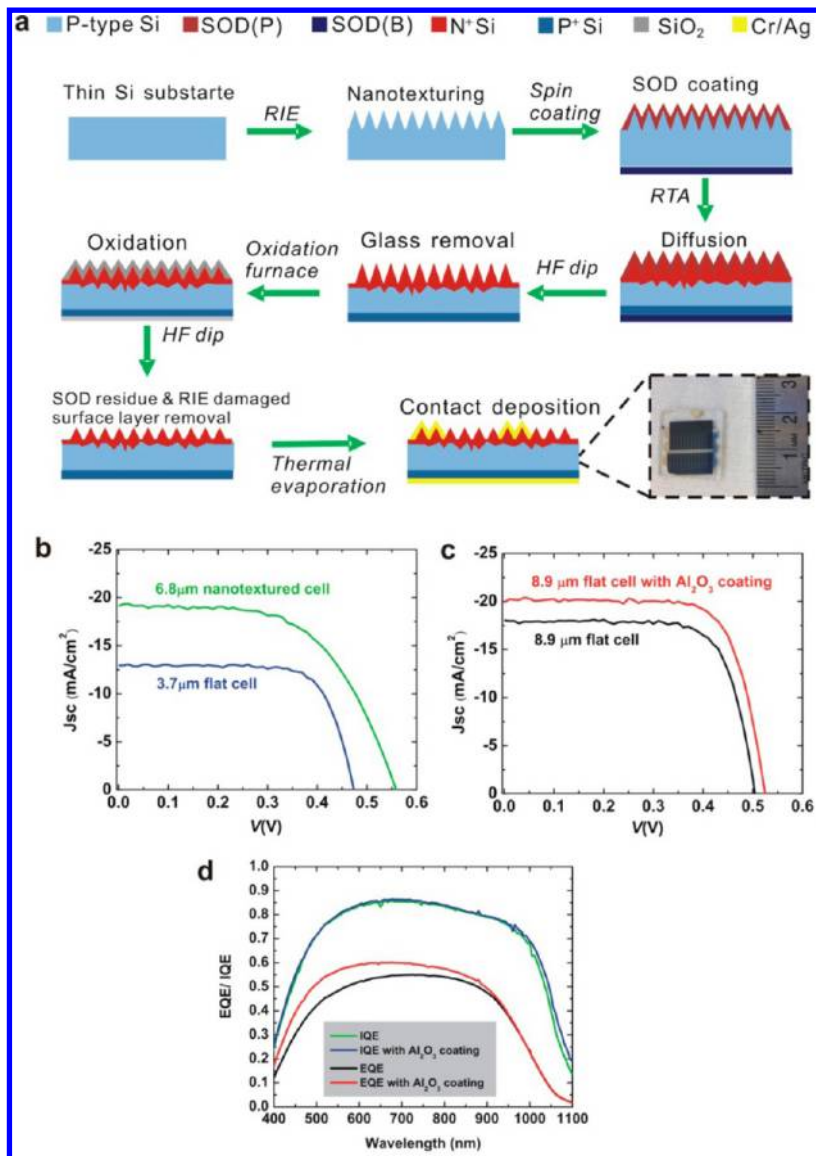 a P-type Si SOD(P) SOD(B) N⁺Si P⁺Si SiO₂ Cr/Ag
Thin Si substarte
RIE
Nanotexturing
Spin
coating
SOD coating
RTA
Oxidation
Oxidation
furnace
Glass removal
HF dip
Diffusion
HF dip
SOD residue & RIE damaged
surface layer removal
Thermal
evaporation
Contact deposition
1 2 3
b
-25
-20
-15
-10
-5
0
Jsc (mA/cm²)
6.8μm nanotextured cell
3.7μm flat cell
0.0 0.1 0.2 0.3 0.4 0.5 0.6
V(V)
c
-25
-20
-15
-10
-5
0
Jsc (mA/cm²)
8.9 μm flat cell with Al₂O₃ coating
8.9 μm flat cell
0.0 0.1 0.2 0.3 0.4 0.5 0.6
V(V)
d
1.0
0.9
0.8
0.7
0.6
0.5
0.4
0.3
0.2
0.1
0.0
EQE/ IQE
IQE
IQE with Al₂O₃ coating
EQE
EQE with Al₂O₃ coating
400 500 600 700 800 900 1000 1100
Wavelength (nm)